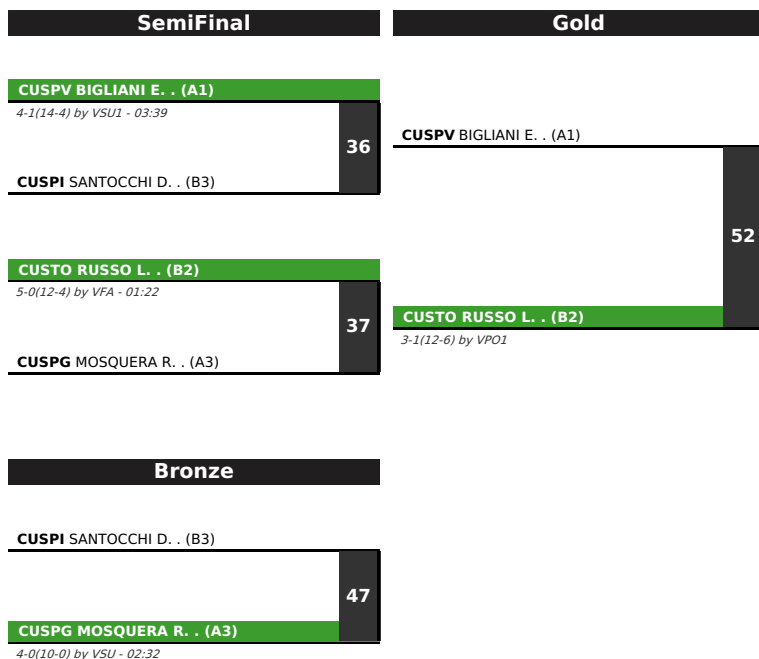 SemiFinal
CUSPV BIGLIANI E. . (A1)
4-1(14-4) by VSU1 - 03:39
36
CUSPI SANTOCCHI D. . (B3)
CUSTO RUSSO L. . (B2)
5-0(12-4) by VFA - 01:22
37
CUSPG MOSQUERA R. . (A3)
Gold
CUSPV BIGLIANI E. . (A1)
52
CUSTO RUSSO L. . (B2)
3-1(12-6) by VPO1
Bronze
CUSPI SANTOCCHI D. . (B3)
47
CUSPG MOSQUERA R. . (A3)
4-0(10-0) by VSU - 02:32